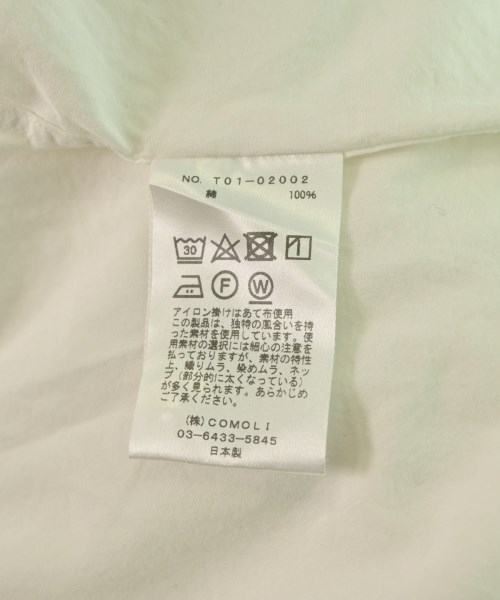 NO. T01-02002
綿 100%
30
F W
アイロン掛けはあて布使用
この製品は、独特の風合いを持
った素材を使用しています。使
用素材の選択には細心の注意を
払っておりますが、素材の特性
上、織りムラ、染めムラ、ネッ
プ(部分的に太くなっている)
が多く見られます。あらかじめ
ご了承ください。
(株)COMOLI
03-6433-5845
日本製